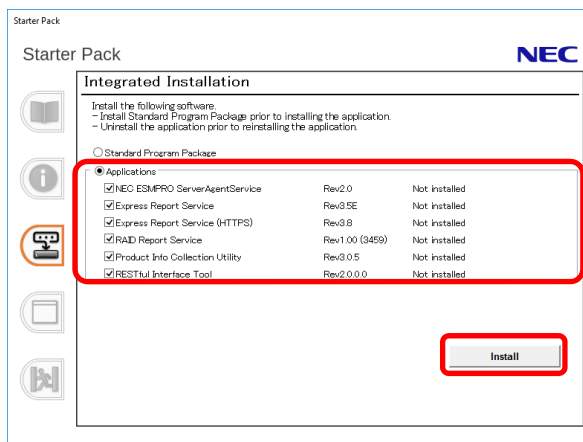 Starter Pack
Starter Pack NEC
Integrated Installation
Install the following software.
- Install Standard Program Package prior to installing the application.
- Uninstall the application prior to reinstalling the application.
Standard Program Package
Applications
NEC ESMPRO ServerAgentService Rev2.0 Not installed
Express Report Service Rev3.5E Not installed
Express Report Service (HTTPS) Rev3.8 Not installed
RAID Report Service Rev1.00 (3459) Not installed
Product Info Collection Utility Rev3.0.5 Not installed
RESTful Interface Tool Rev2.0.0.0 Not installed
Install